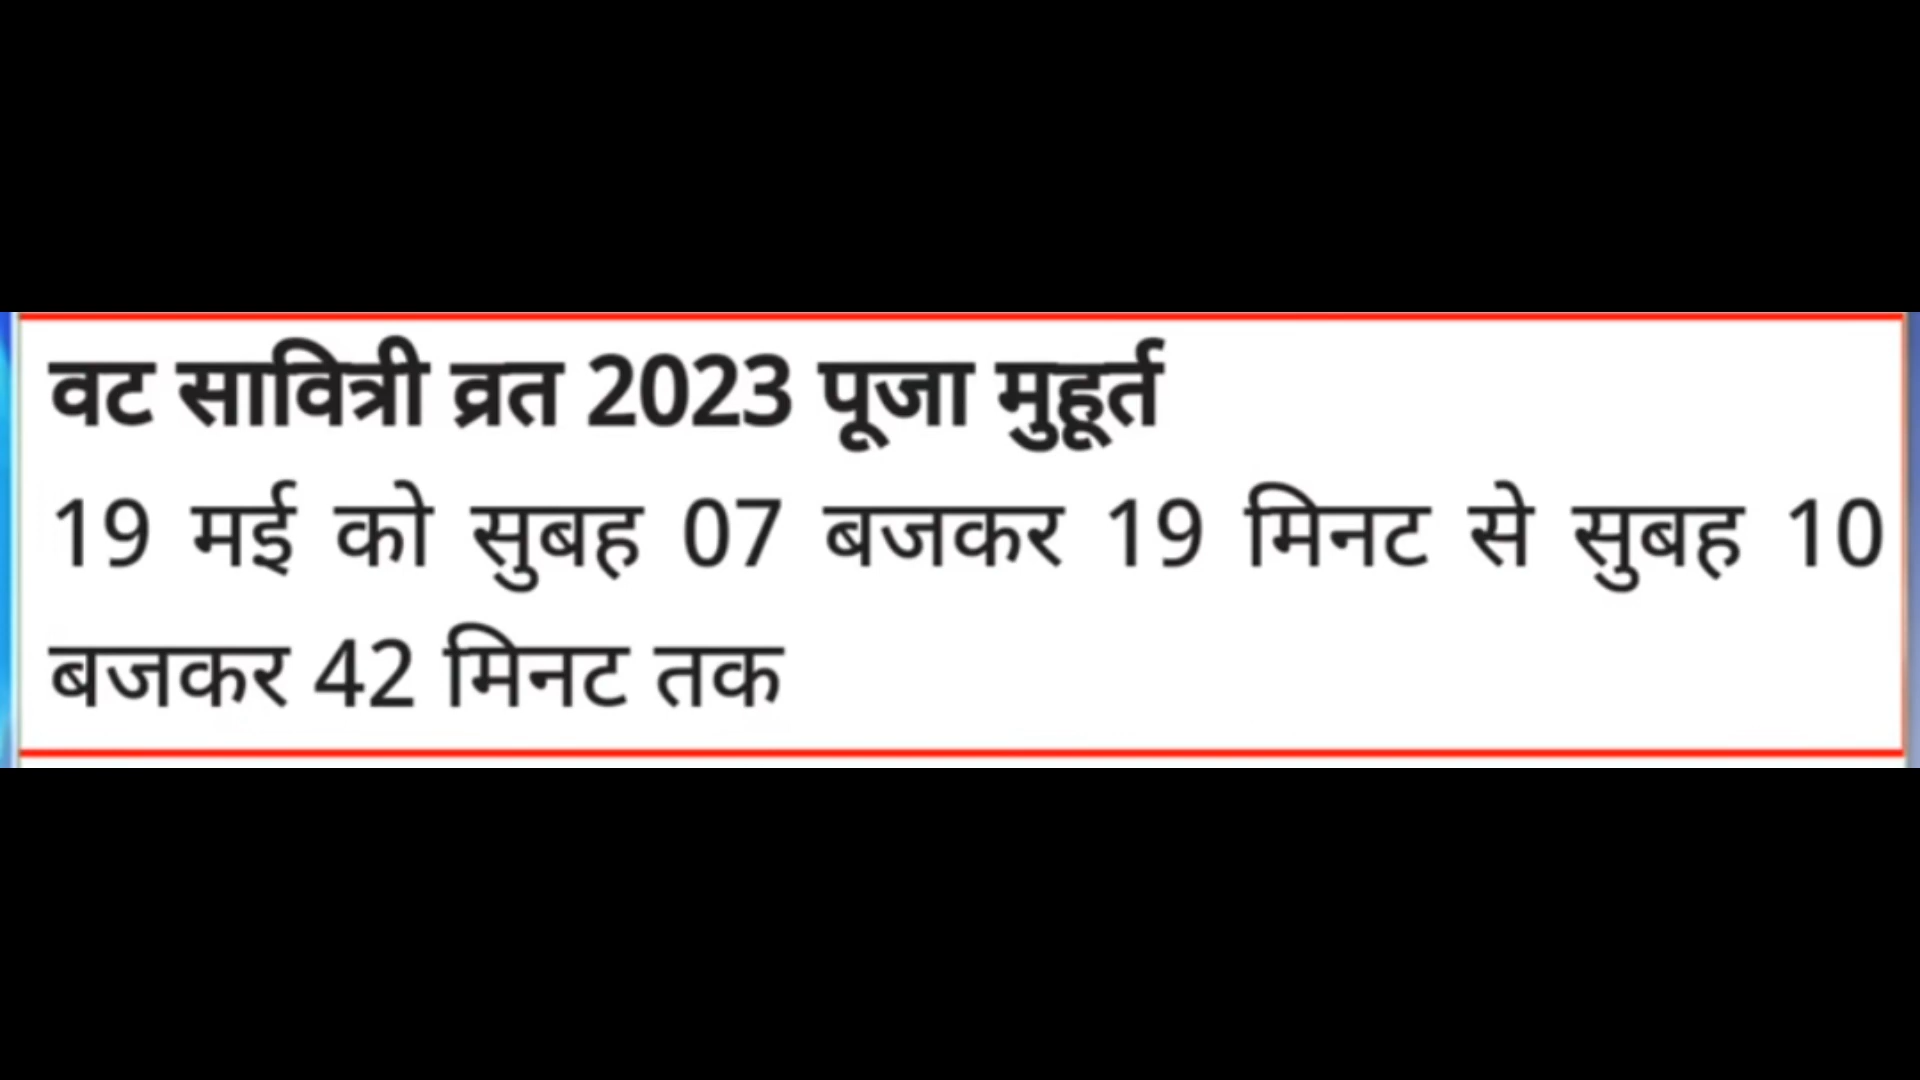 वट सावित्री व्रत 2023 पूजा मुहूर्त
19 मई को सुबह 07 बजकर 19 मिनट से सुबह 10
बजकर 42 मिनट तक